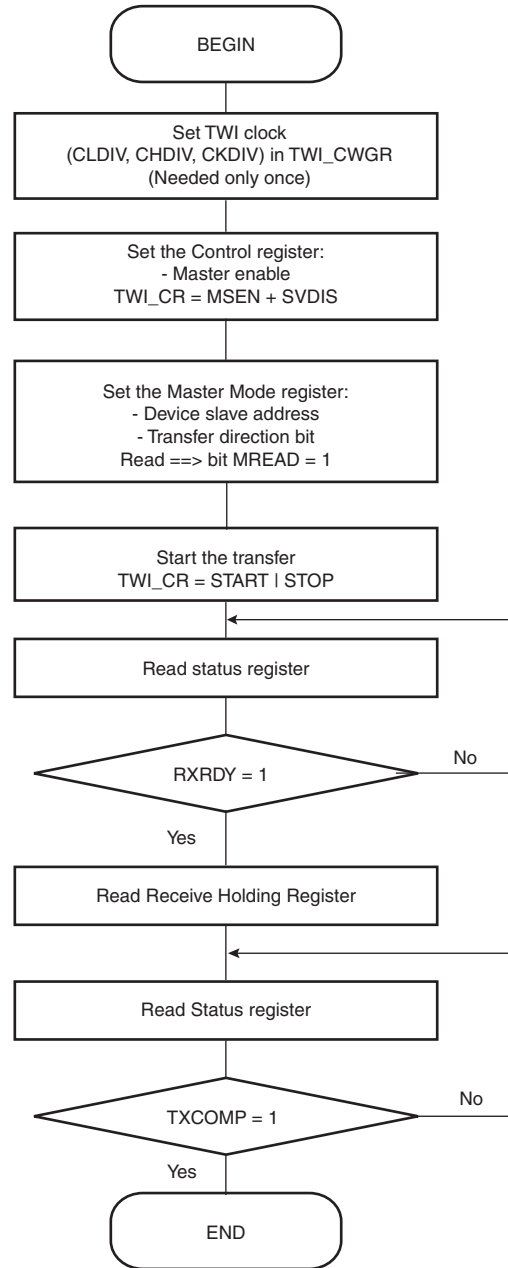 BEGIN
Set TWI clock
(CLDIV, CHDIV, CKDIV) in TWI_CWGR
(Needed only once)
Set the Control register:
- Master enable
TWI_CR = MSEN + SVDIS
Set the Master Mode register:
- Device slave address
- Transfer direction bit
Read ==> bit MREAD = 1
Start the transfer
TWI_CR = START | STOP
Read status register
RXRDY = 1
No
Yes
Read Receive Holding Register
Read Status register
TXCOMP = 1
No
Yes
END